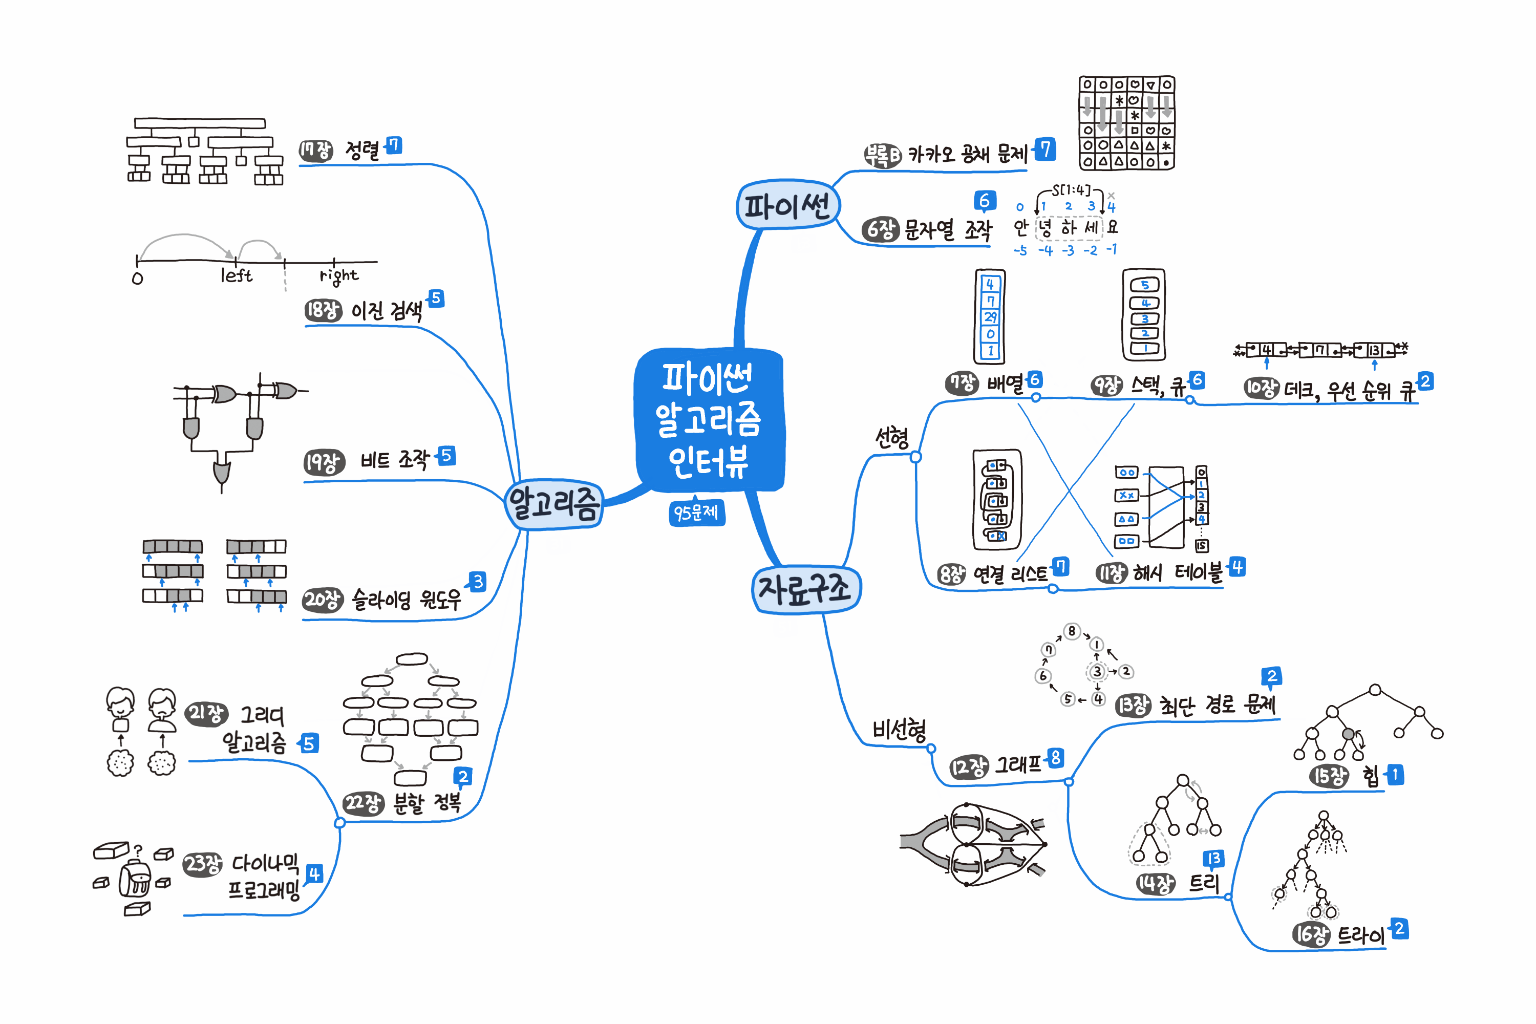 파이썬
알고리즘
인터뷰
95문제
파이썬
부록B 카카오 공채 문제 7
6장 문자열 조작 6
S[1:4]
0 1 2 3 4
안 녕 하 세 요
-5 -4 -3 -2 -1
자료구조
선형
4
7
29
0
1
7장 배열 6
5
4
3
2
1
9장 스택, 큐 6
4 7 13
10장 데크, 우선 순위 큐 2
8장 연결 리스트 7
0
1
2
3
4
15
11장 해시 테이블 4
비선형
12장 그래프 8
8
7 1
6 3 2
5 4
13장 최단 경로 문제 2
14장 트리 13
15장 힙 1
16장 트라이 2
알고리즘
17장 정렬 7
0 left right
18장 이진 검색 5
19장 비트 조작 5
20장 슬라이딩 윈도우 3
21장 그리디
알고리즘 5
22장 분할 정복 2
?
23장 다이나믹
프로그래밍 4